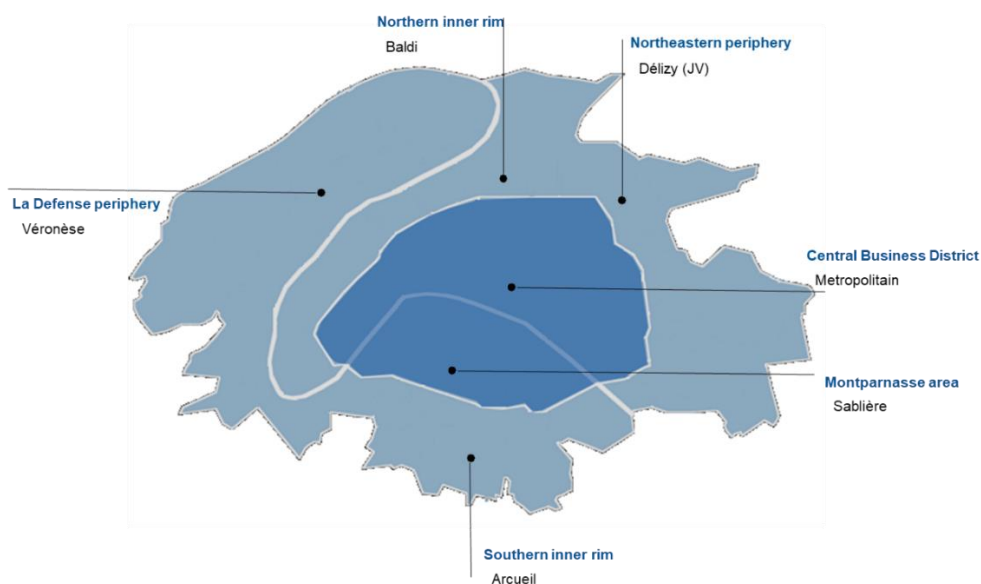 Northern inner rim
Baldi
Northeastern periphery
Délizy (JV)
La Defense periphery
Véronèse
Central Business District
Metropolitain
Montparnasse area
Sablière
Southern inner rim
Arcueil